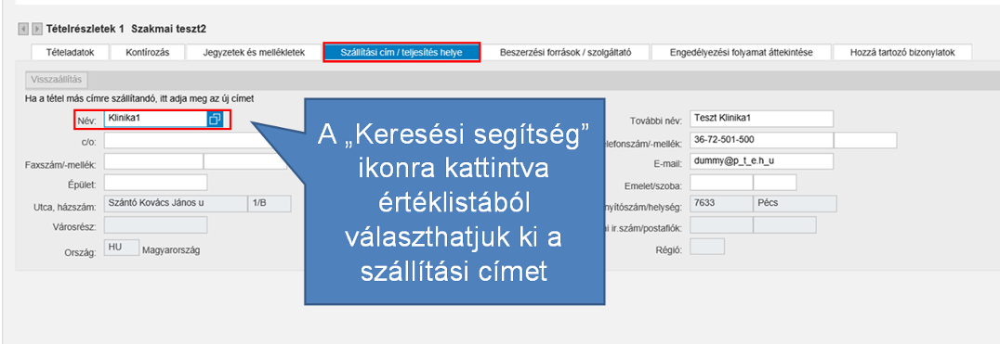 Tételrészletek 1 Szakmai teszt2
Tételadatok Kontírozás Jegyzetek és mellékletek Szállítási cím / teljesítés helye Beszerzési források / szolgáltató Engedélyezési folyamat áttekintése Hozzá tartozó bizonylatok
Visszaállítás
Ha a tétel más címre szállítandó, itt adja meg az új címet
Név: Klinika1 További név: Teszt Klinika1
c/o: elefonszám/-mellék: 36-72-501-500
Faxszám/-mellék: E-mail: dummy@p_t_e.h_u
Épület: Emelet/szoba:
Utca, házszám: Szántó Kovács János u 1/B nyítószám/helység: 7633 Pécs
Városrész: ni ir.szám/postafiók:
Ország: HU Magyarország Régió:
A „Keresési segítség”
ikonra kattintva
értéklistából
választhatjuk ki a
szállítási címet